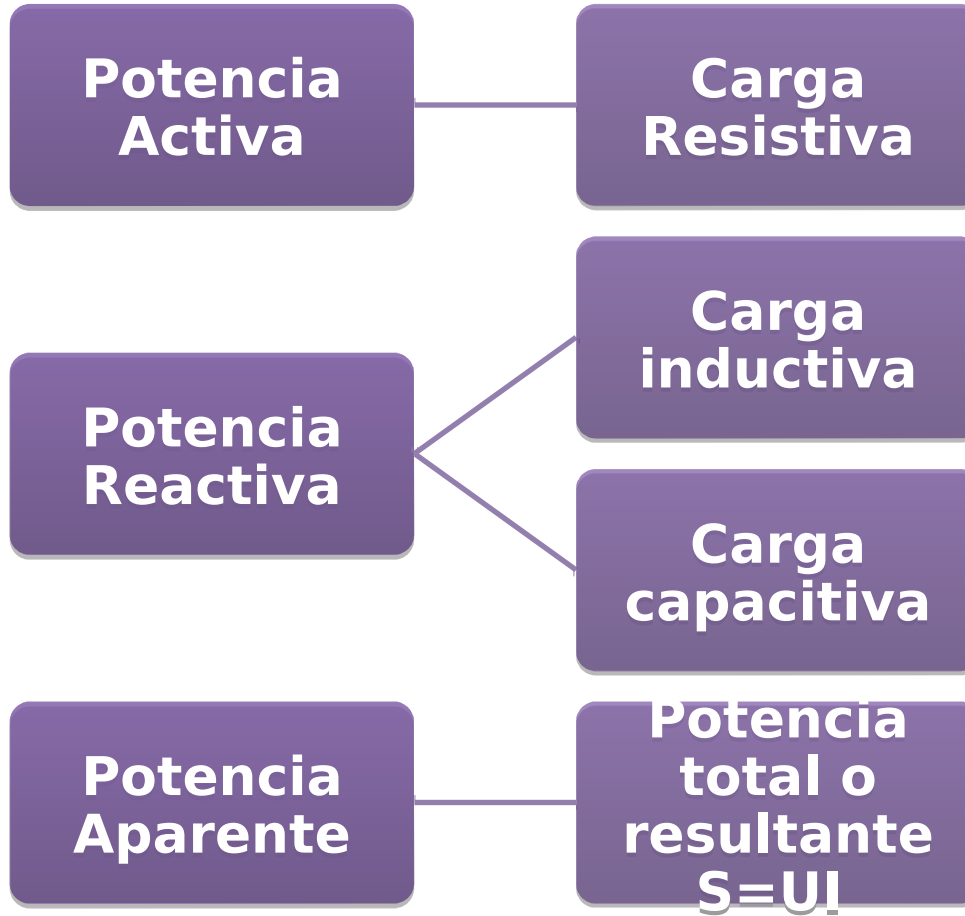 Potencia
Activa
Carga
Resistiva
Potencia
Reactiva
Carga
inductiva
Carga
capacitiva
Potencia
Aparente
Potencia
total o
resultante
S=UI